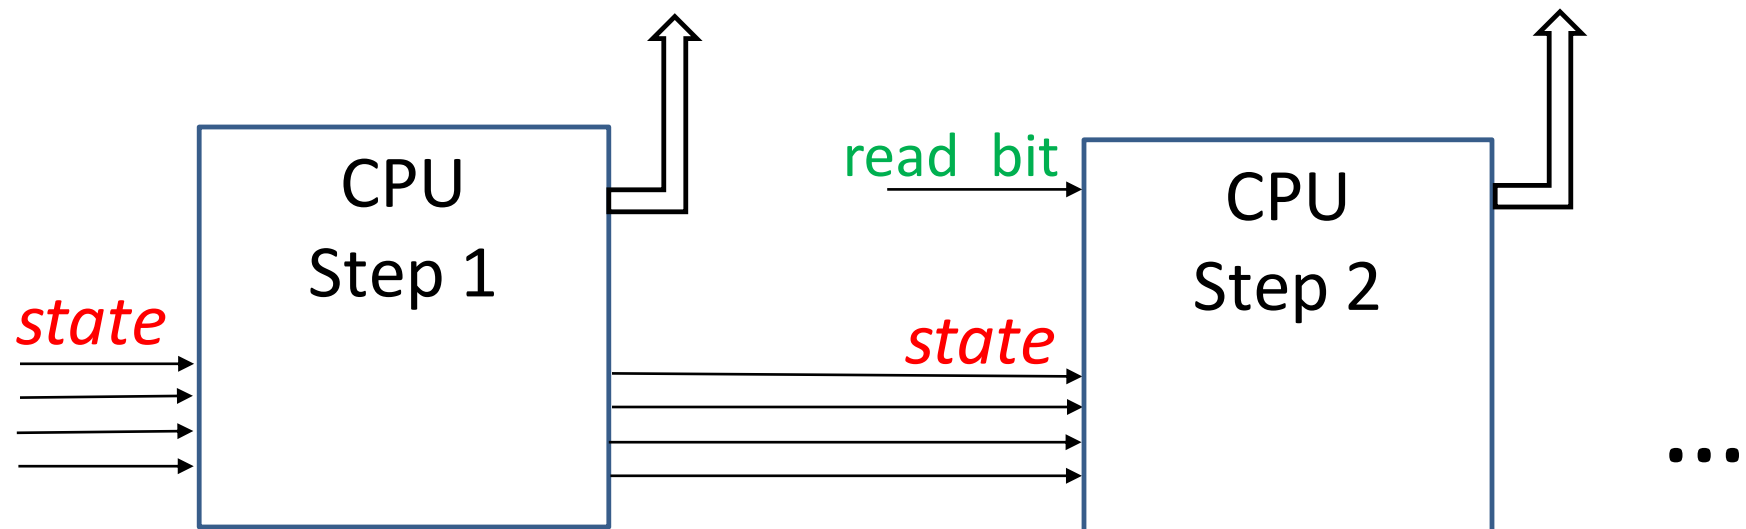 CPU
Step 1
state
read bit
CPU
Step 2
state
...